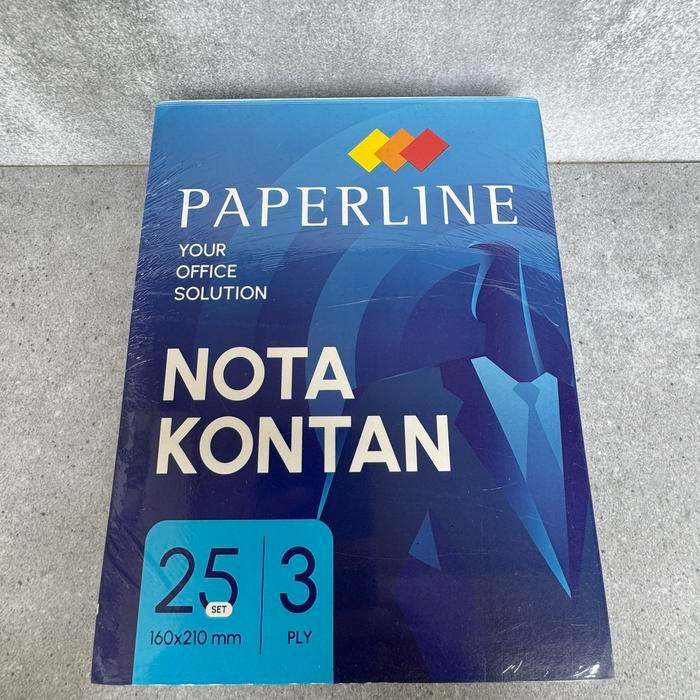 PAPERLINE
YOUR
OFFICE
SOLUTION
NOTA
KONTAN
25 SET
160x210 mm
3
PLY